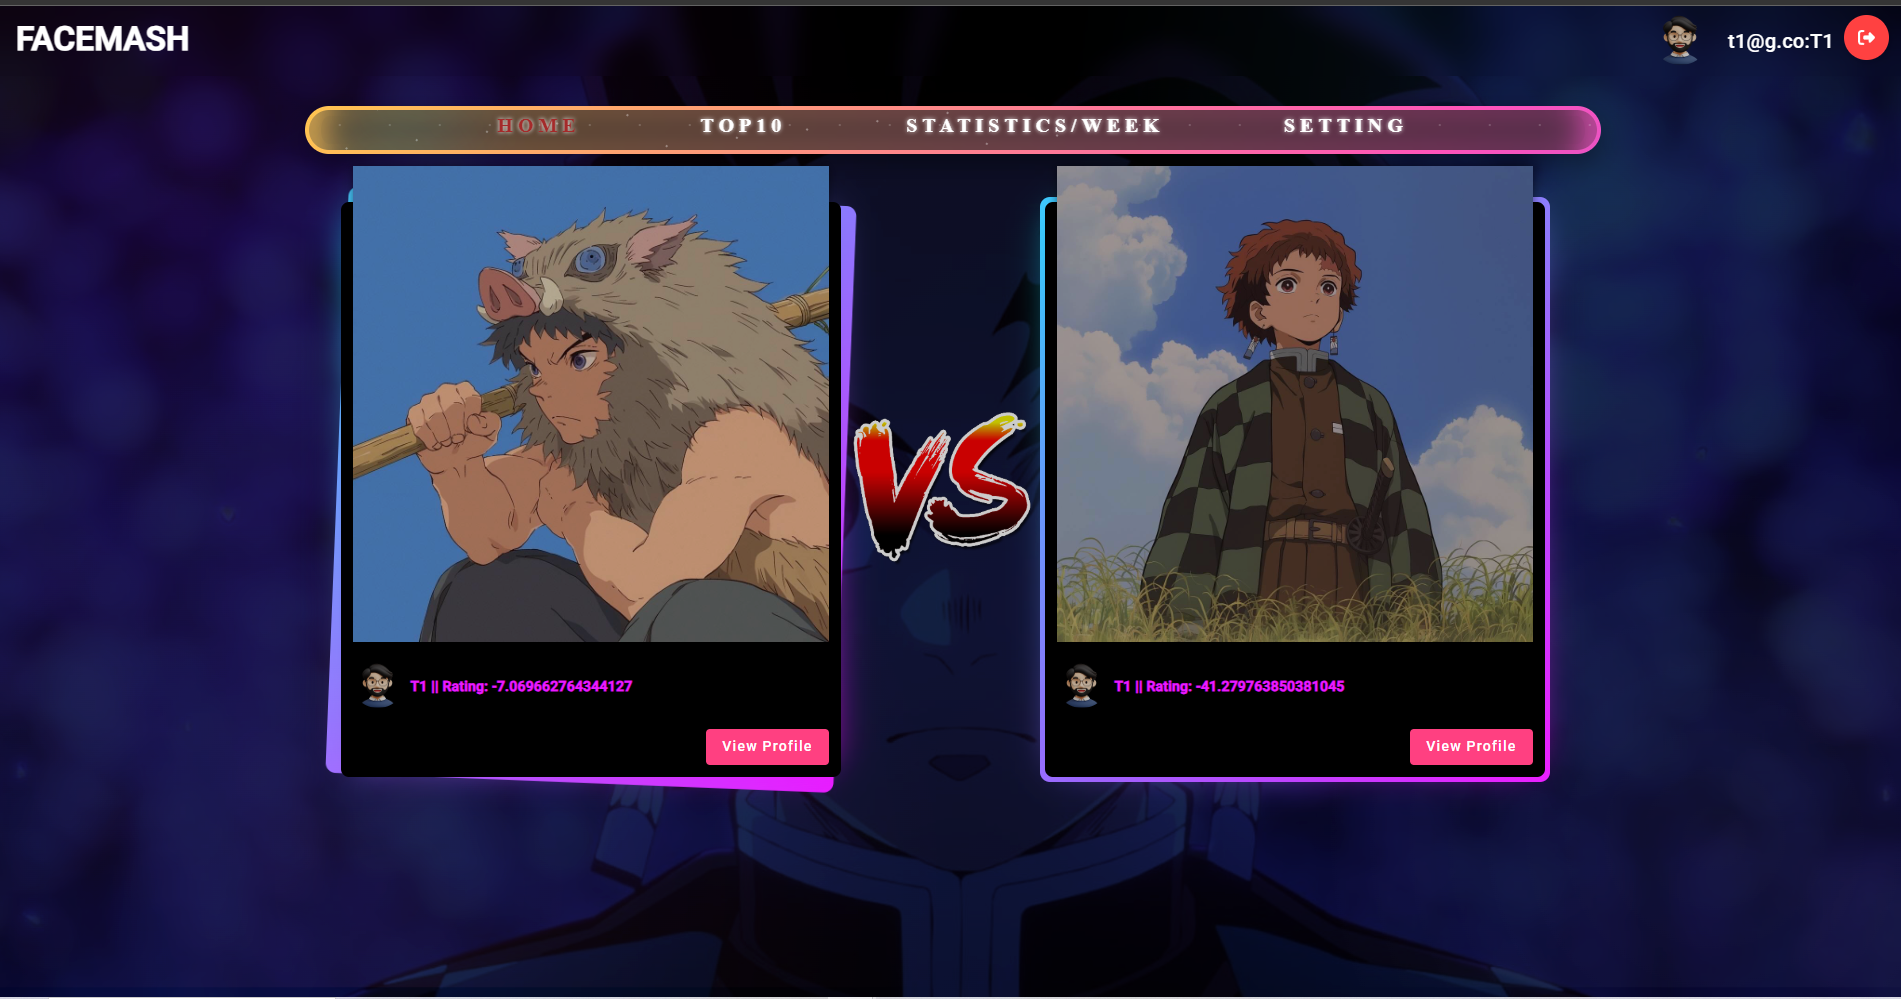 FACEMASH
t1@g.co:T1
HOME TOP10 STATISTICS/WEEK SETTING
VS
T1 || Rating: -7.069662764344127
T1 || Rating: -41.279763850381045
View Profile
View Profile